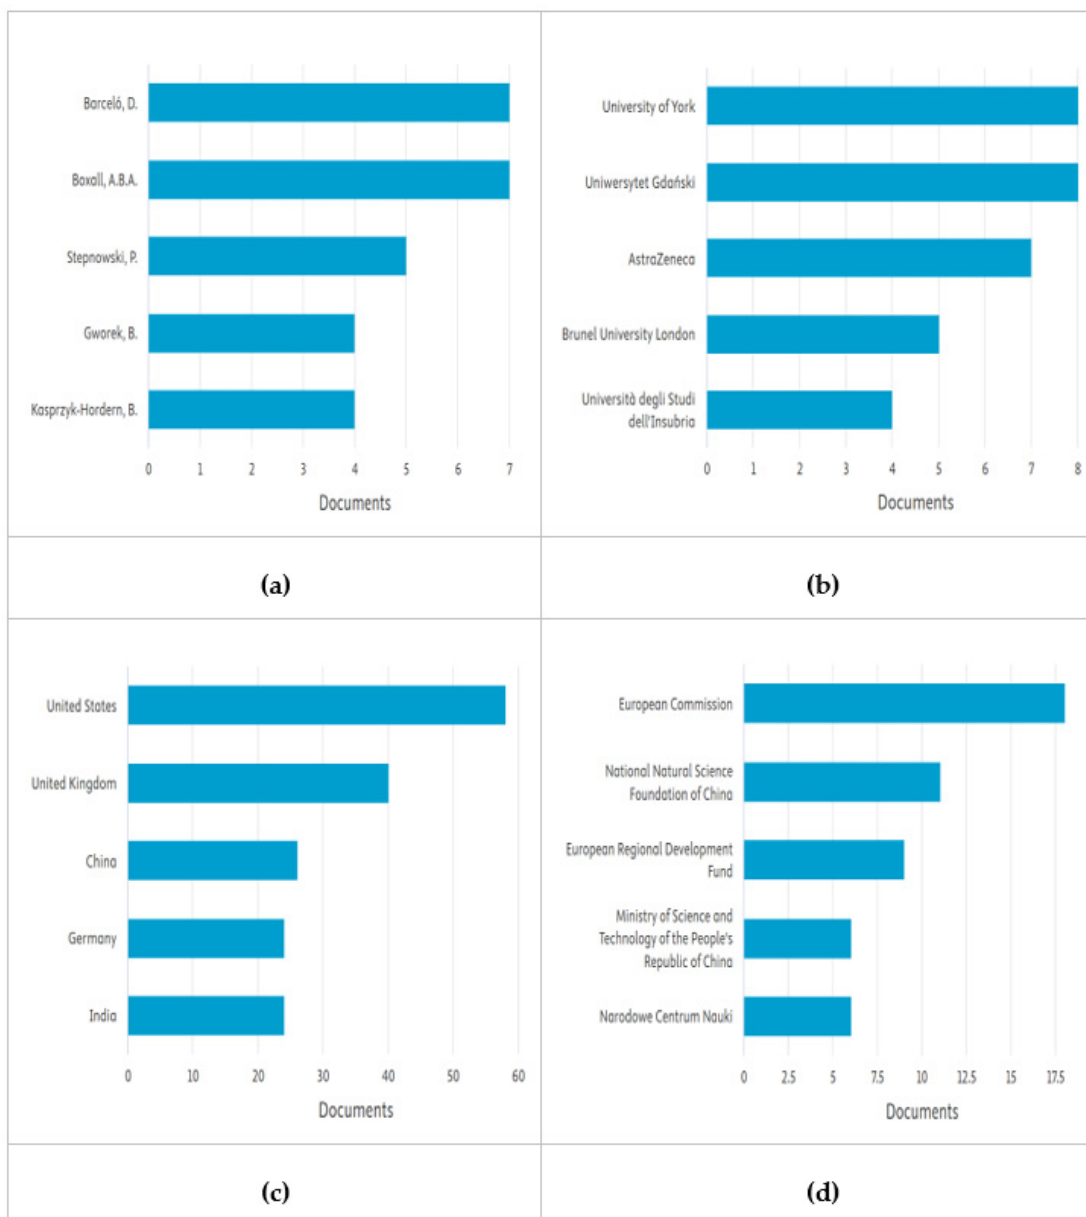 Barceló, D.
Boxall, A.B.A.
Stepnowski, P.
Gworek, B.
Kasprzyk-Hordern, B.
0 1 2 3 4 5 6 7
Documents
University of York
Uniwersytet Gdański
AstraZeneca
Brunel University London
Università degli Studi
dell'Insubria
0 1 2 3 4 5 6 7 8
Documents
(a)
(b)
United States
United Kingdom
China
Germany
India
0 10 20 30 40 50 60
Documents
European Commission
National Natural Science
Foundation of China
European Regional Development
Fund
Ministry of Science and
Technology of the People's
Republic of China
Narodowe Centrum Nauki
0 2.5 5 7.5 10 12.5 15 17.5
Documents
(c)
(d)